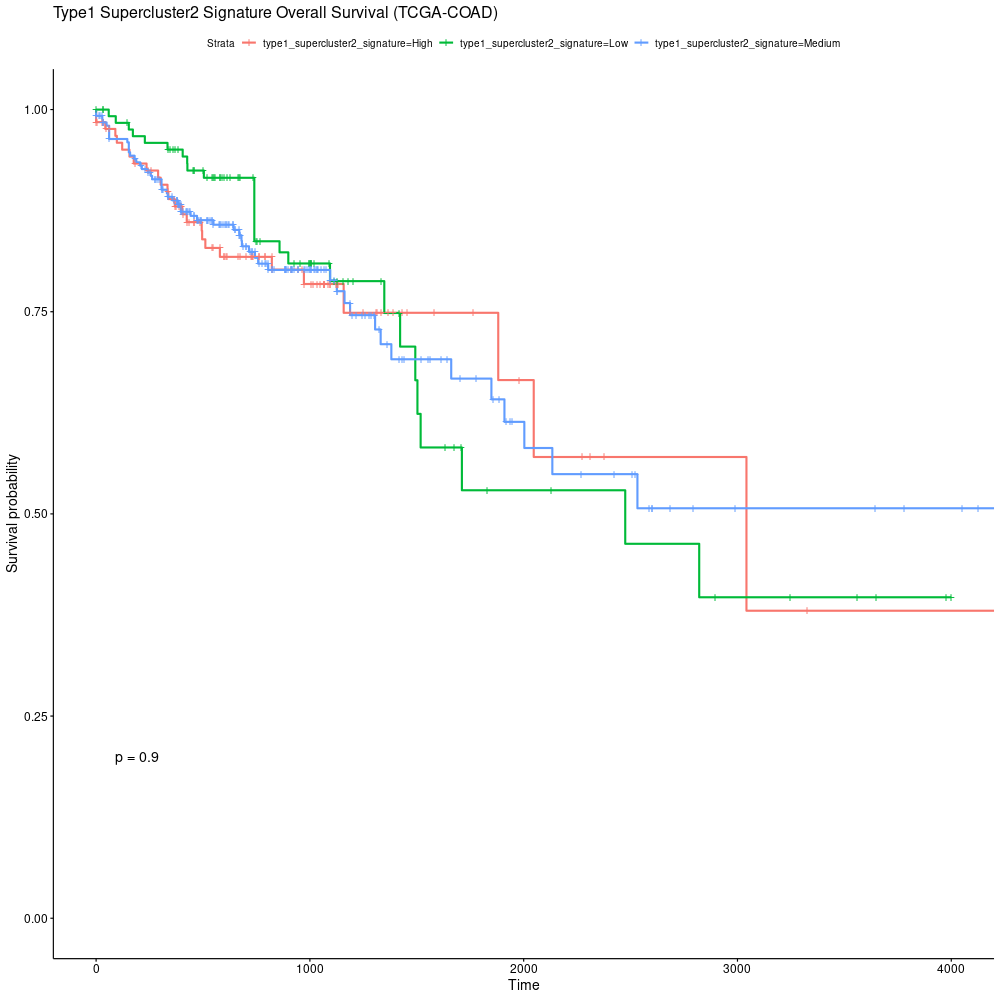 Type1 Supercluster2 Signature Overall Survival (TCGA-COAD)
Strata type1_supercluster2_signature=High type1_supercluster2_signature=Low type1_supercluster2_signature=Medium
1.00
0.75
0.50
0.25
0.00
Survival probability
p = 0.9
0 1000 2000 3000 4000
Time